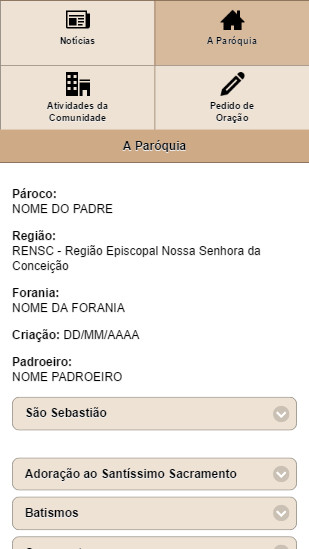 Notícias
A Paróquia
Atividades da
Comunidade
Pedido de
Oração
A Paróquia
Pároco:
NOME DO PADRE
Região:
RENSC - Região Episcopal Nossa Senhora da
Conceição
Forania:
NOME DA FORANIA
Criação: DD/MM/AAAA
Padroeiro:
NOME PADROEIRO
São Sebastião
Adoração ao Santíssimo Sacramento
Batismos